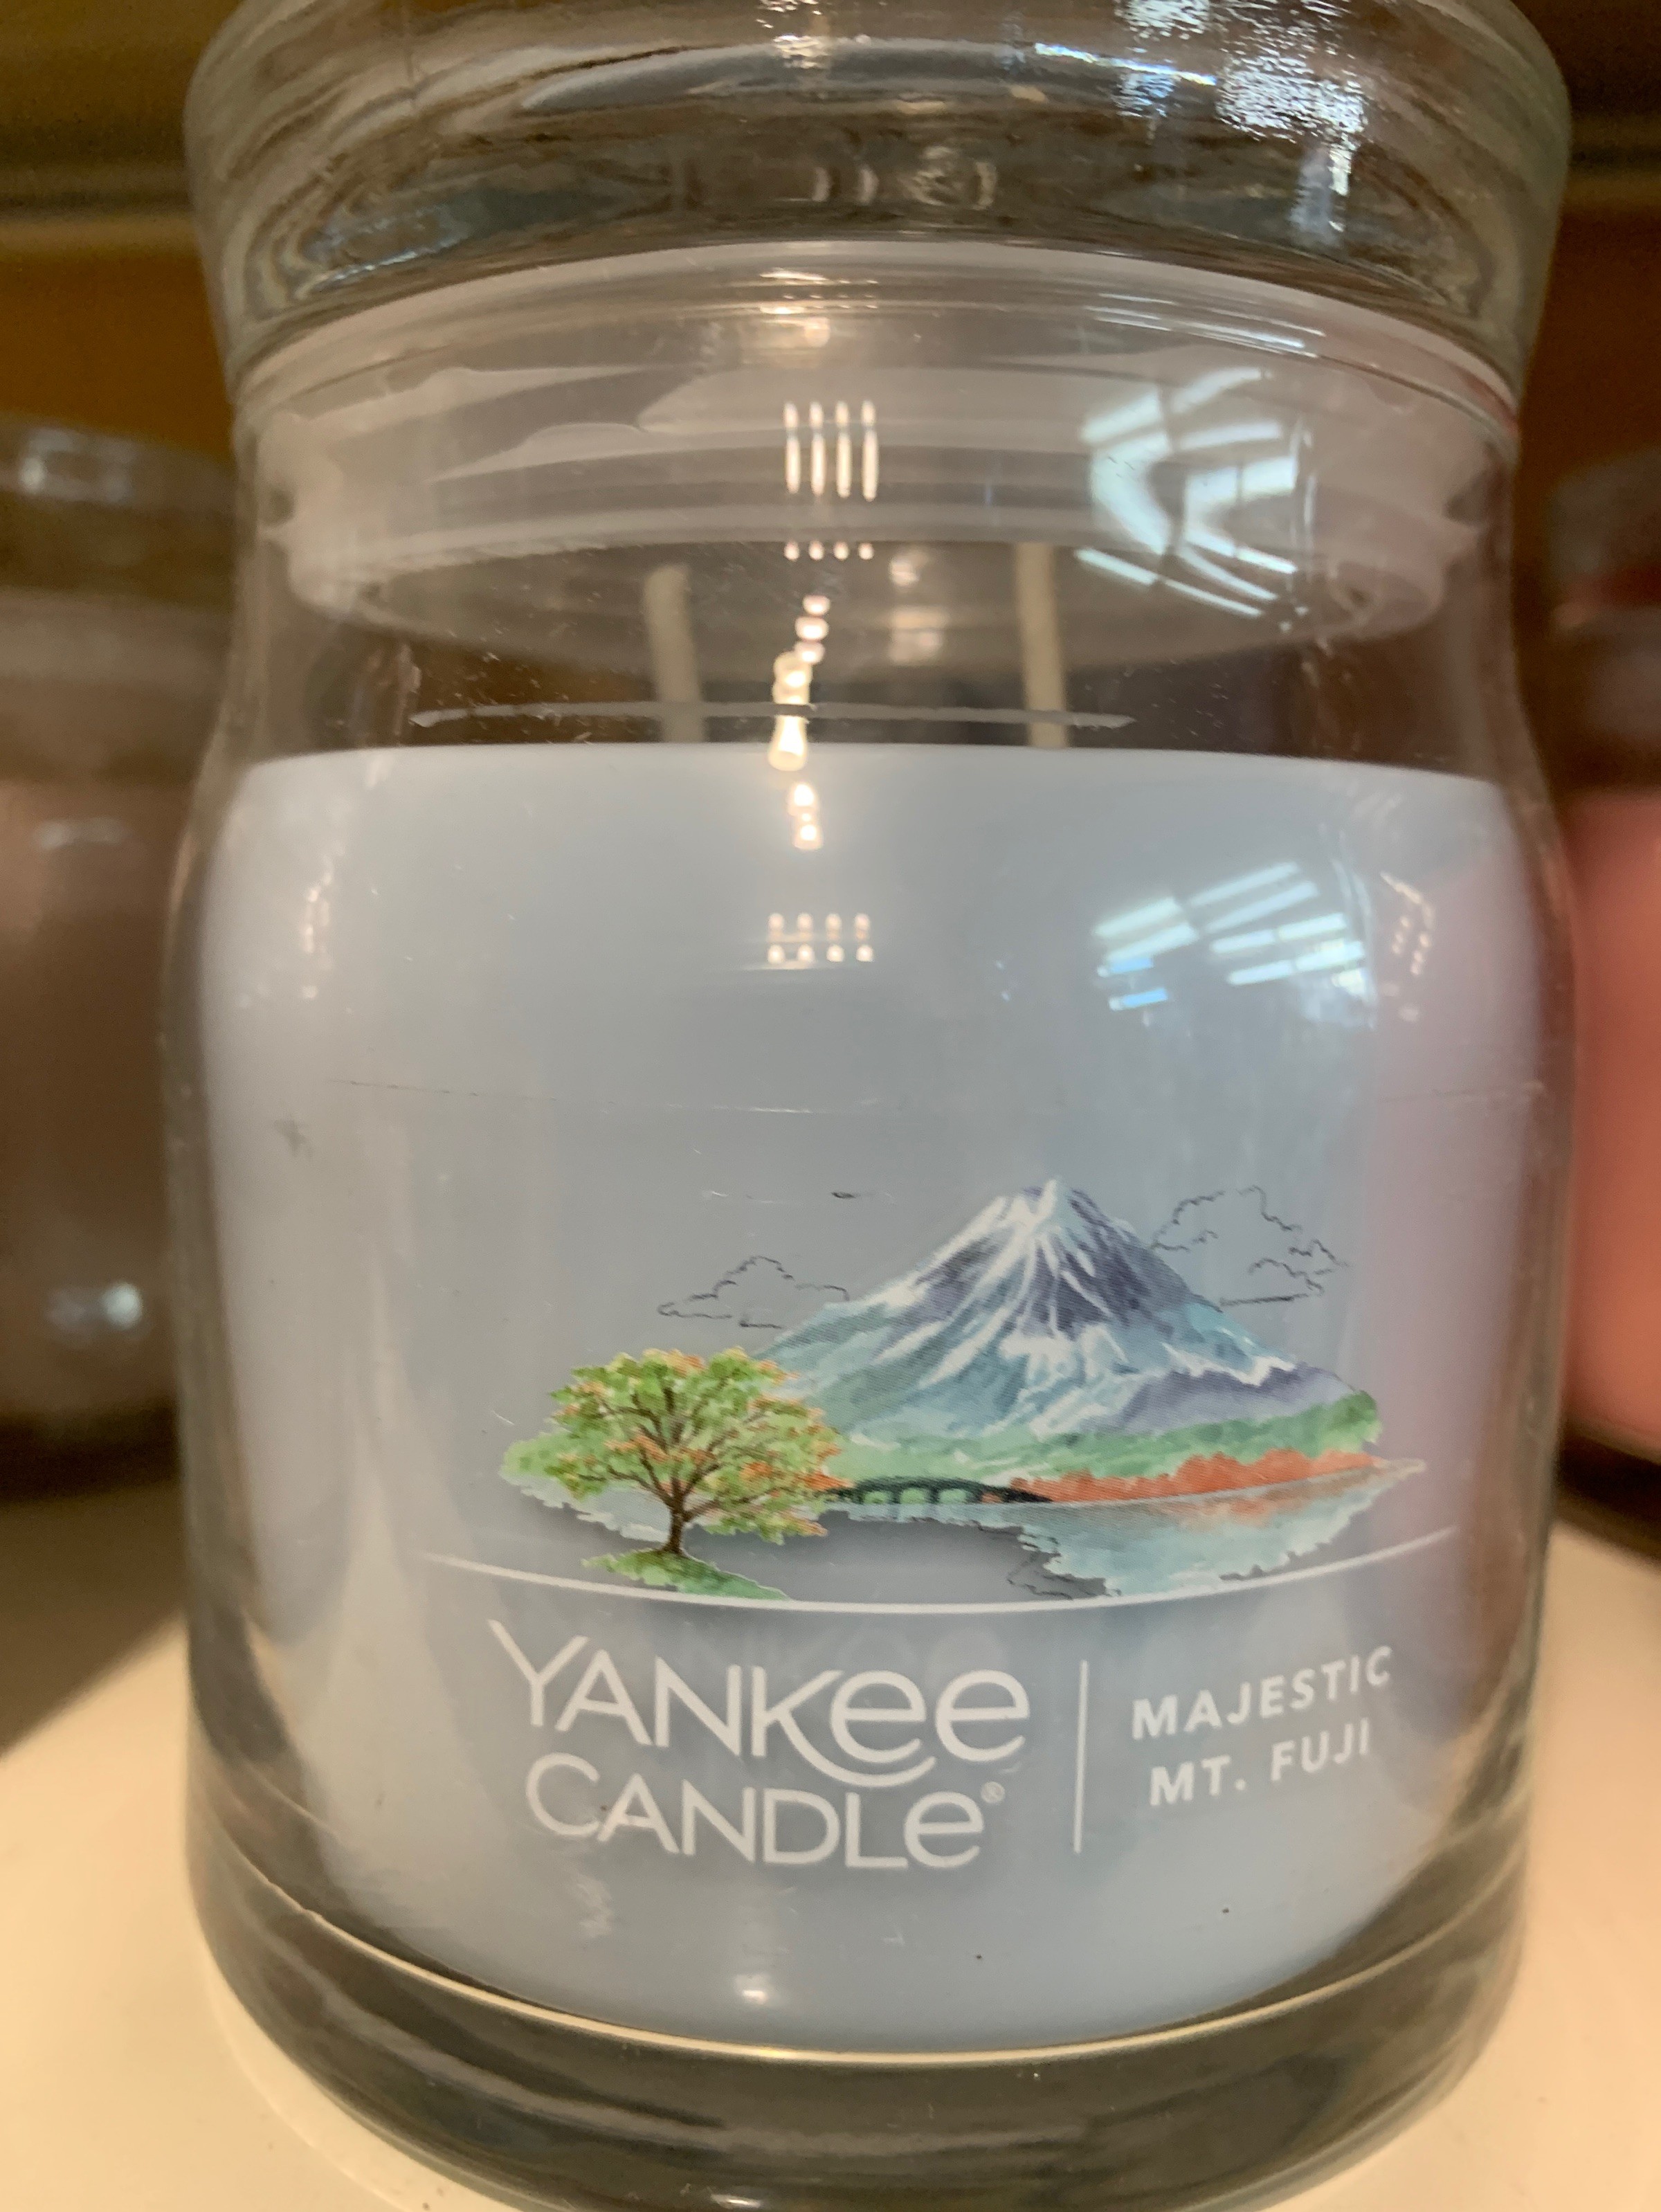 YANKEE
CANDLE®
MAJESTIC
MT. FUJI